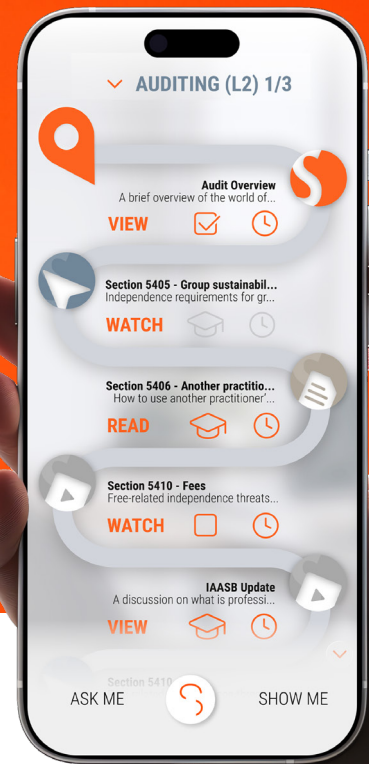 AUDITING (L2) 1/3
Audit Overview
A brief overview of the world of...
VIEW
Section 5405 - Group sustainabil...
Independence requirements for gr...
WATCH
Section 5406 - Another practitio...
How to use another practitioner'...
READ
Section 5410 - Fees
Free-related independence threats...
WATCH
IAASB Update
A discussion on what is professi...
VIEW
Section 5410
ASK ME
SHOW ME